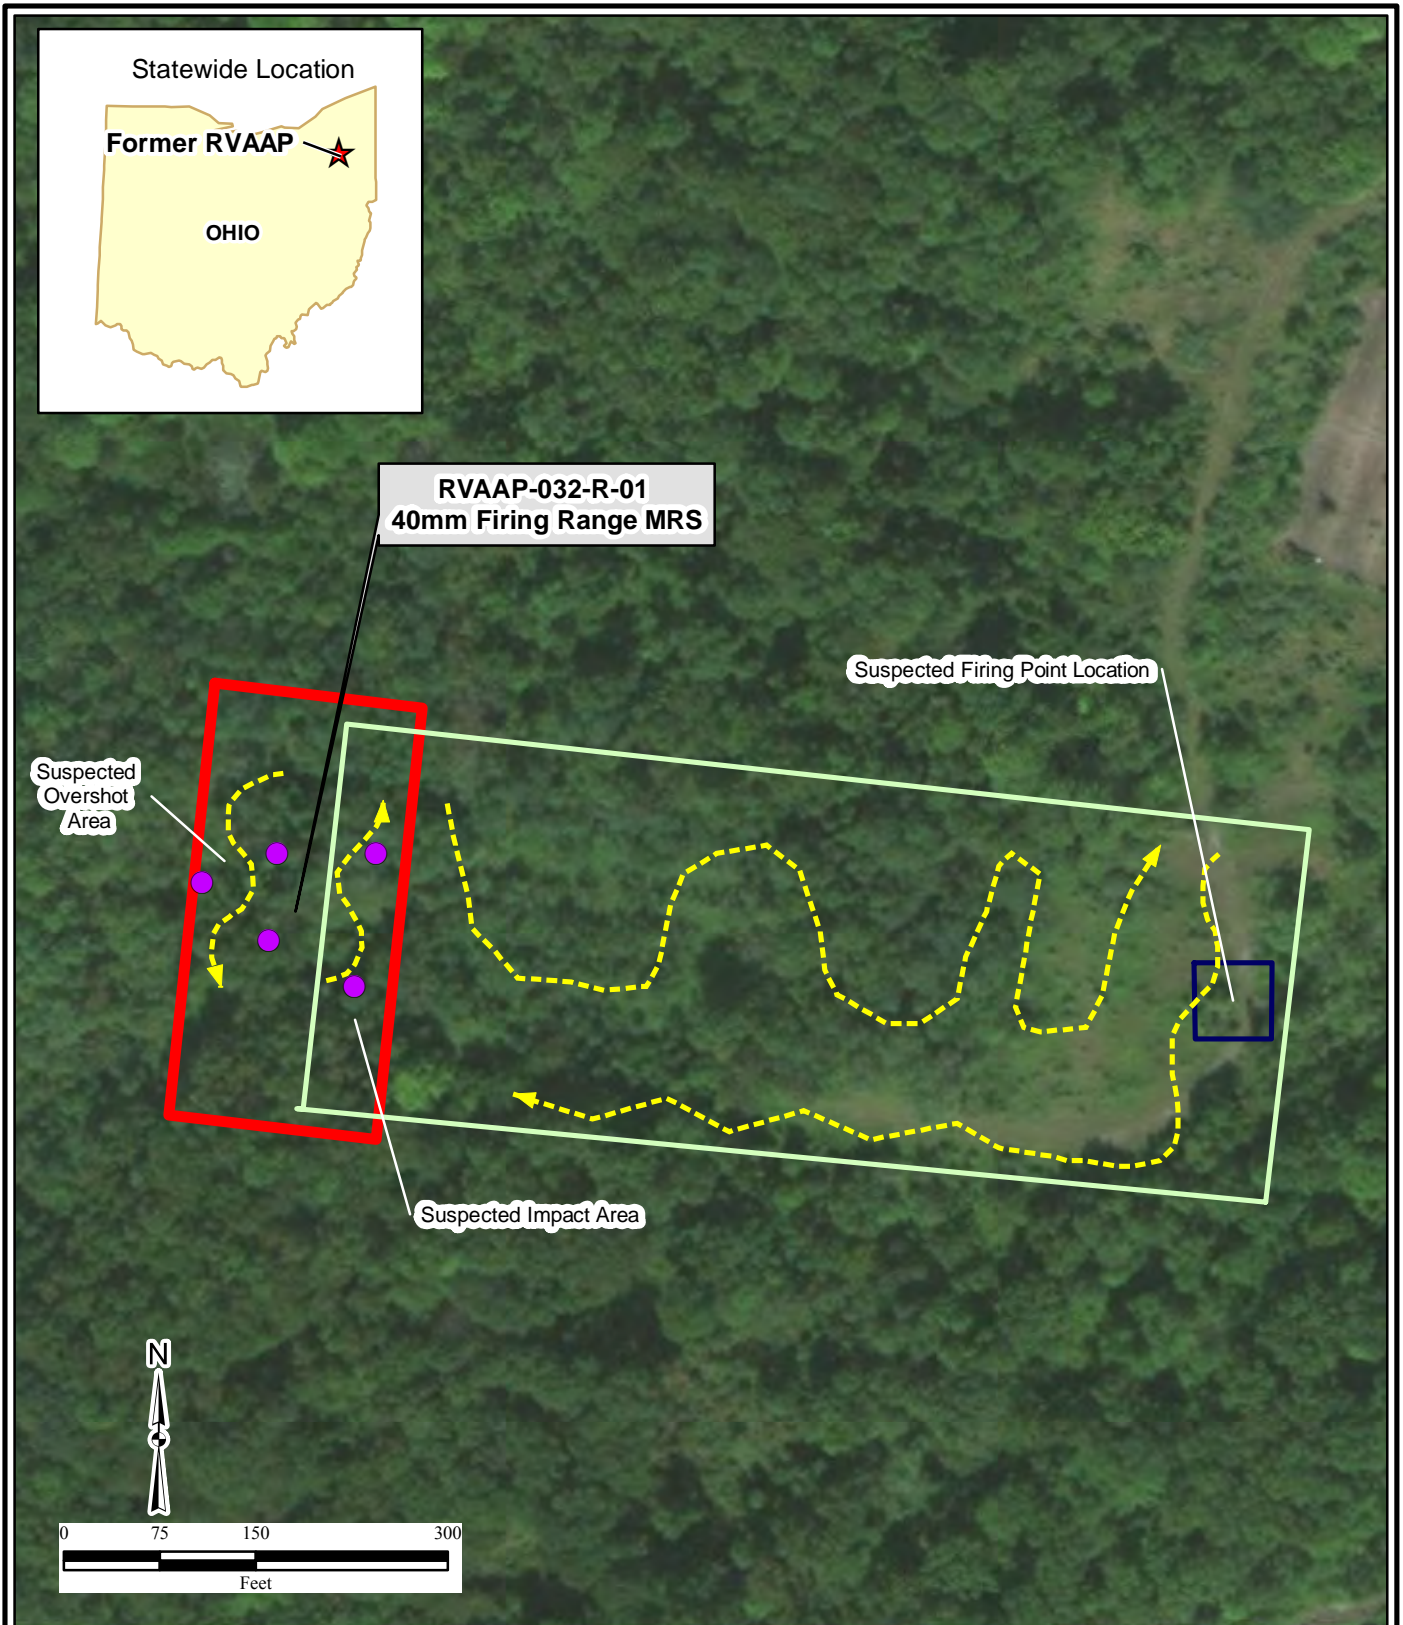 Statewide Location
Former RVAAP
OHIO
RVAAP-032-R-01
40mm Firing Range MRS
Suspected Firing Point Location
Suspected
Overshot
Area
Suspected Impact Area
N
0 75 150 300
Feet